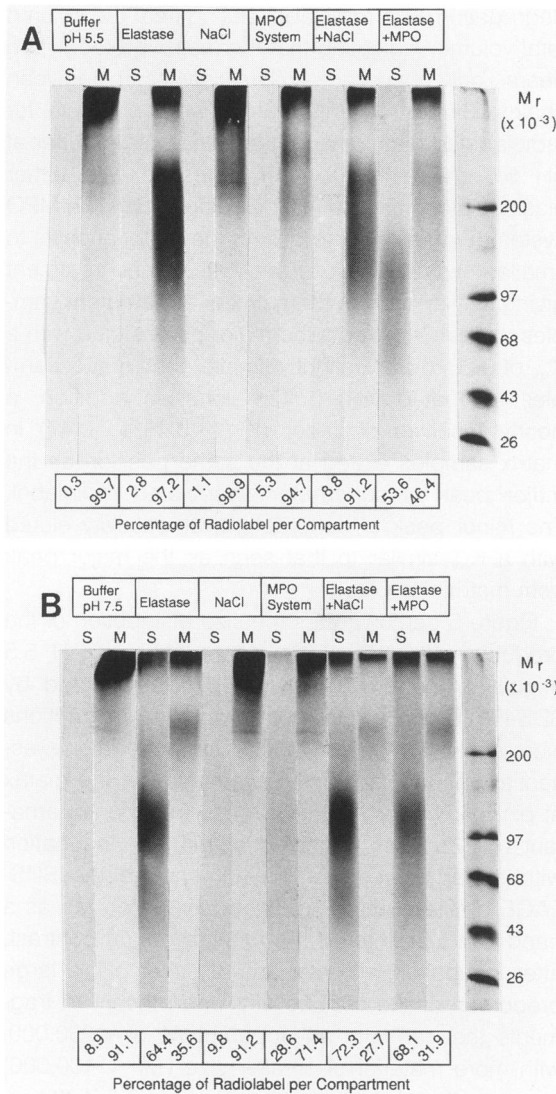 A
Buffer pH 5.5 Elastase NaCl MPO System Elastase +NaCl Elastase +MPO
S M S M S M S M S M S M
Mr
(x 10-3)
200
97
68
43
26
0.3 99.7 2.8 97.2 1.1 98.9 5.3 94.7 8.8 91.2 53.6 46.4
Percentage of Radiolabel per Compartment
B
Buffer pH 7.5 Elastase NaCl MPO System Elastase +NaCl Elastase +MPO
S M S M S M S M S M S M
Mr
(x 10-3)
200
97
68
43
26
8.9 91.1 64.4 35.6 9.8 91.2 28.6 71.4 72.3 27.7 68.1 31.9
Percentage of Radiolabel per Compartment